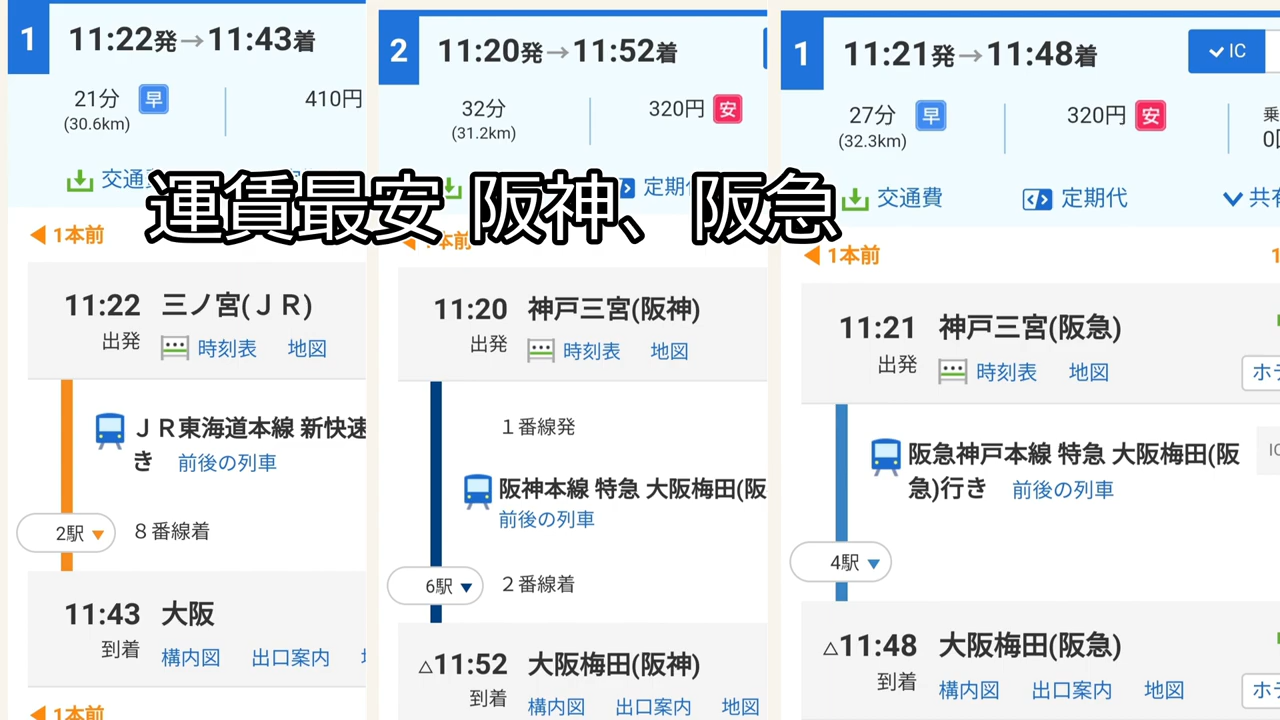 1
11:22発→11:43着
21分 早
(30.6km)
410円
交通
◀1本前
11:22 三ノ宮(ＪＲ)
出発 時刻表 地図
ＪＲ東海道本線 新快速
き 前後の列車
2駅▼ ８番線着
11:43 大阪
到着 構内図 出口案内
◀1本前
2
11:20発→11:52着
32分
(31.2km)
320円 安
定期
1本前
11:20 神戸三宮(阪神)
出発 時刻表 地図
１番線発
阪神本線 特急 大阪梅田(阪
前後の列車
6駅▼ ２番線着
△11:52 大阪梅田(阪神)
到着 構内図 出口案内 地図
1
11:21発→11:48着
IC
27分 早
(32.3km)
320円 安
乗
0
交通費 定期代 共有
◀1本前
1
11:21 神戸三宮(阪急)
出発 時刻表 地図
ホテ
阪急神戸本線 特急 大阪梅田(阪
急)行き 前後の列車
IC
4駅▼
△11:48 大阪梅田(阪急)
到着 構内図 出口案内 地図
ホテ
運賃最安 阪神、阪急